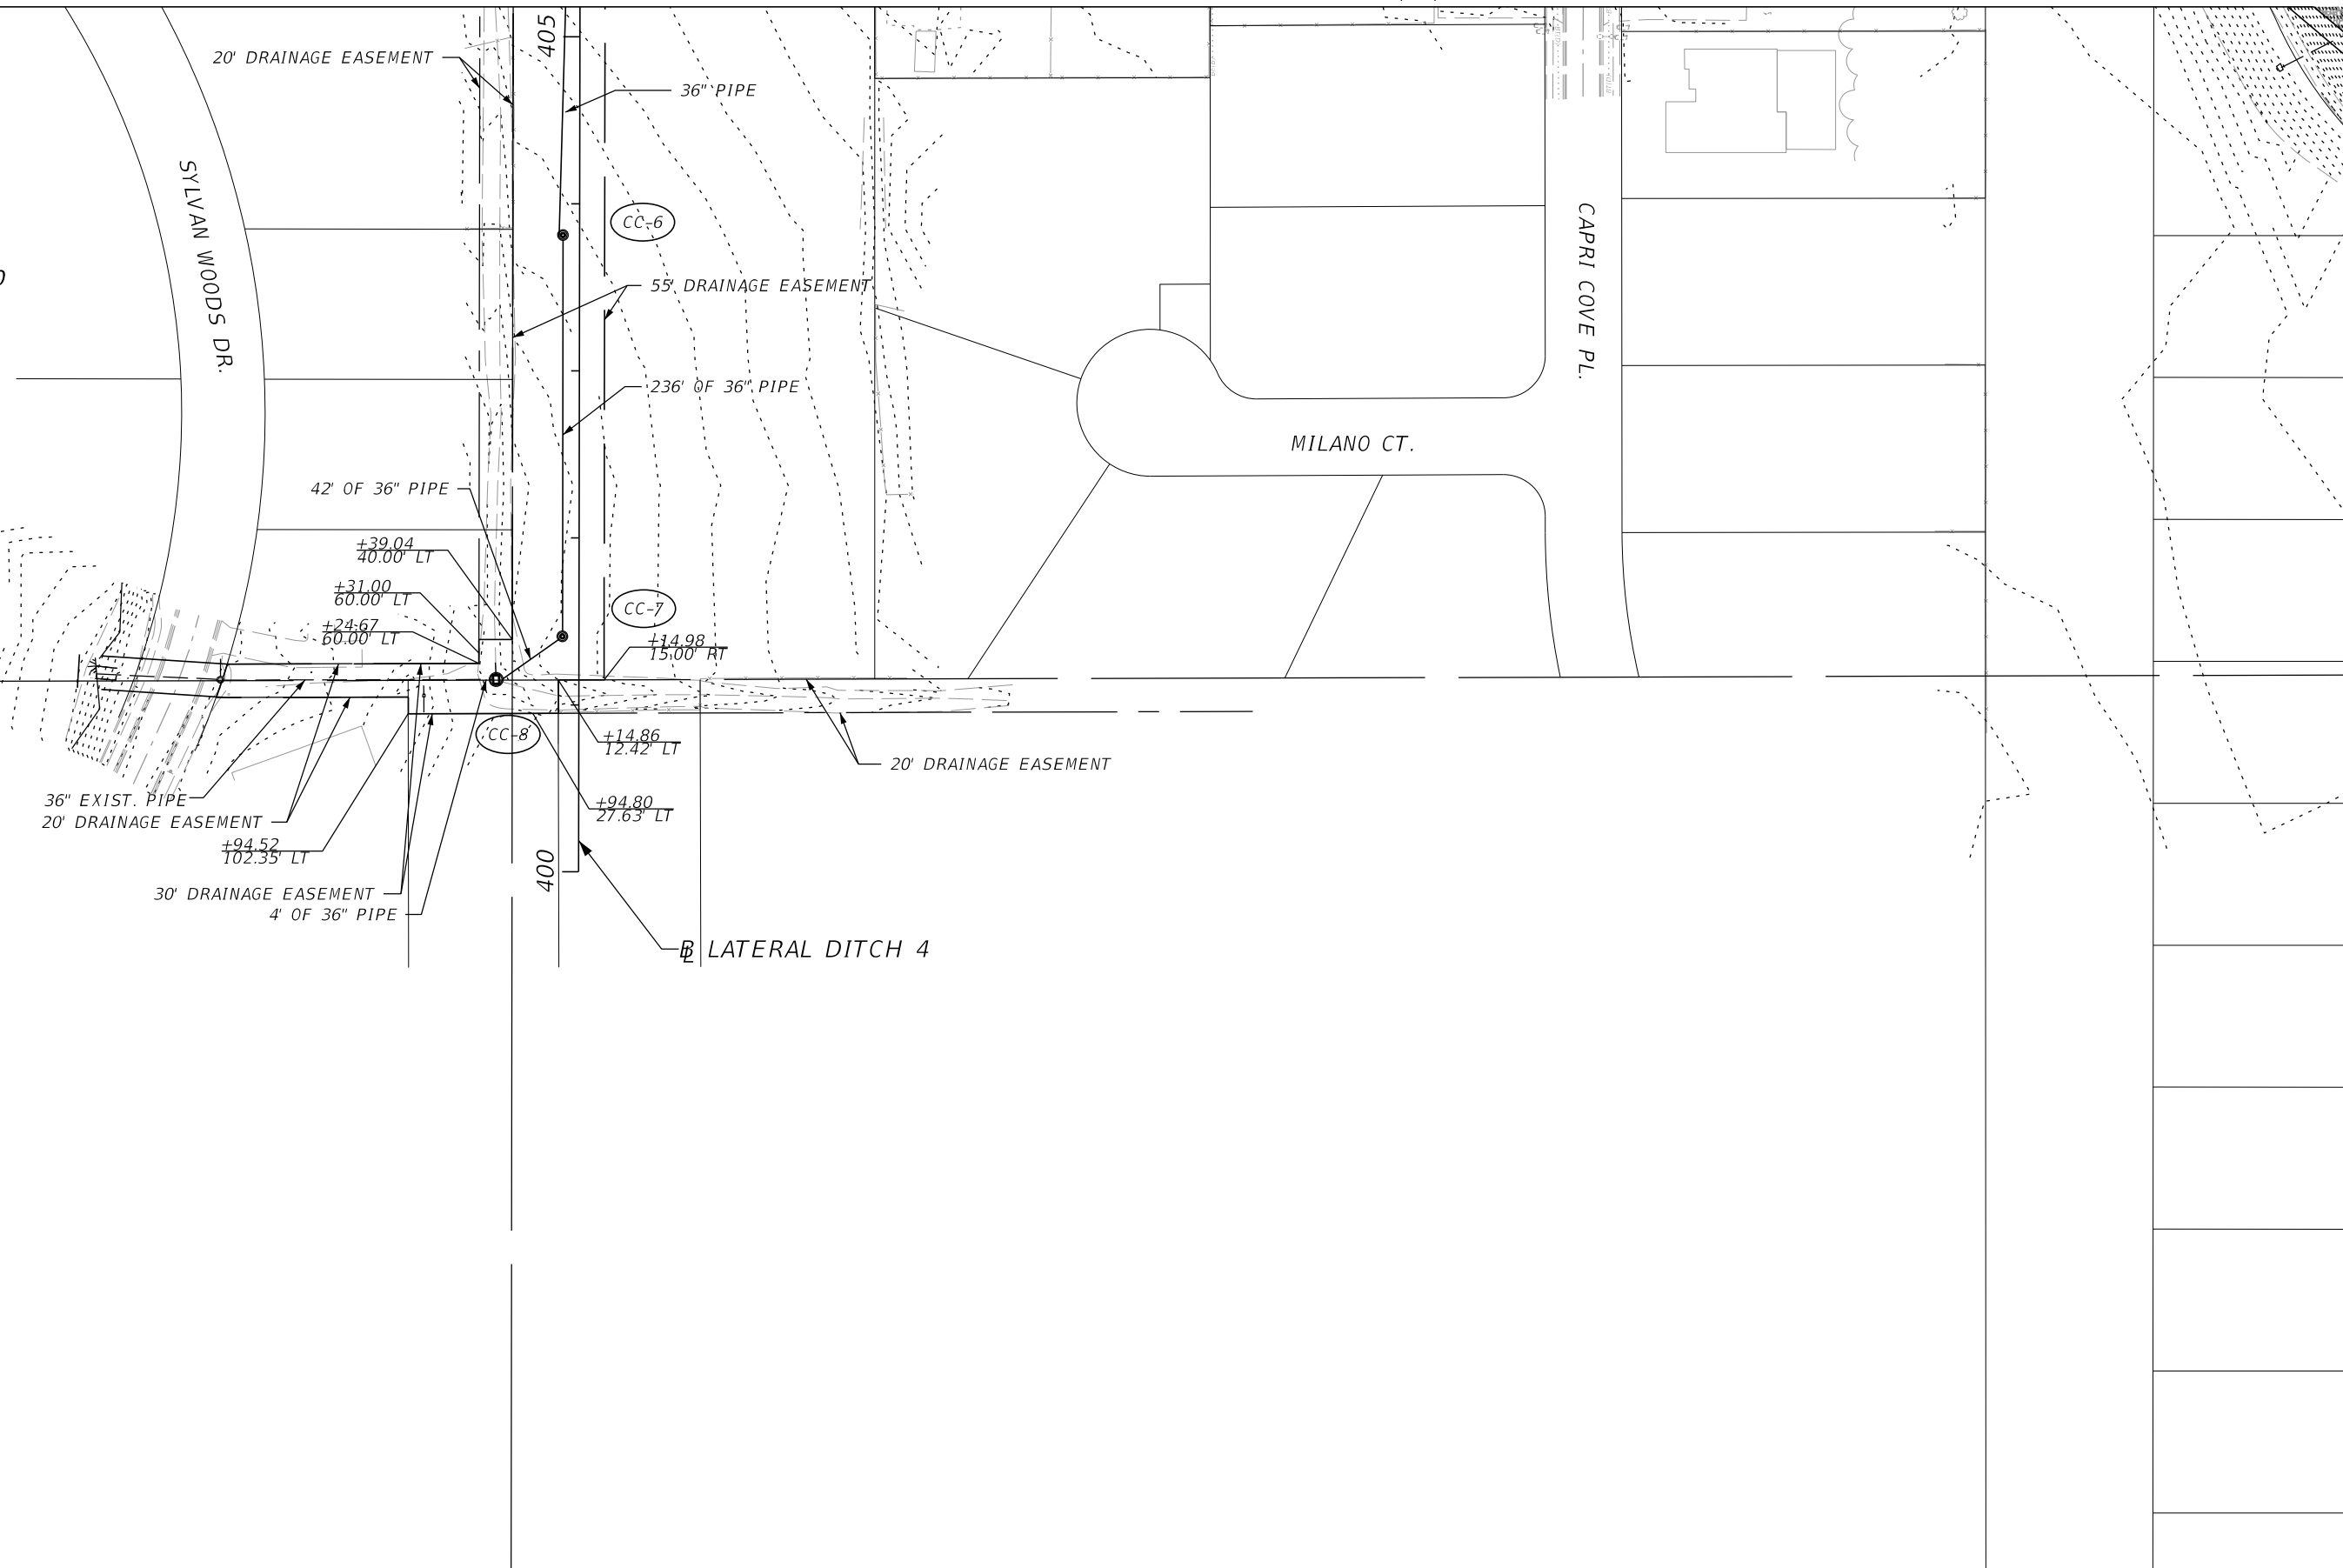 405
20' DRAINAGE EASEMENT
36" PIPE
SYLVAN WOODS DR.
CC-6
CAPRI COVE PL.
55' DRAINAGE EASEMENT
236' OF 36" PIPE
MILANO CT.
42' OF 36" PIPE
+39.04
40.00' LT
+31.00
60.00' LT
+24.67
60.00' LT
CC-7
+14.98
15.00' RT
CC-8
+14.86
12.42' LT
20' DRAINAGE EASEMENT
36" EXIST. PIPE
20' DRAINAGE EASEMENT
+94.80
27.63' LT
+94.52
102.35' LT
400
30' DRAINAGE EASEMENT
4' OF 36" PIPE
BL LATERAL DITCH 4